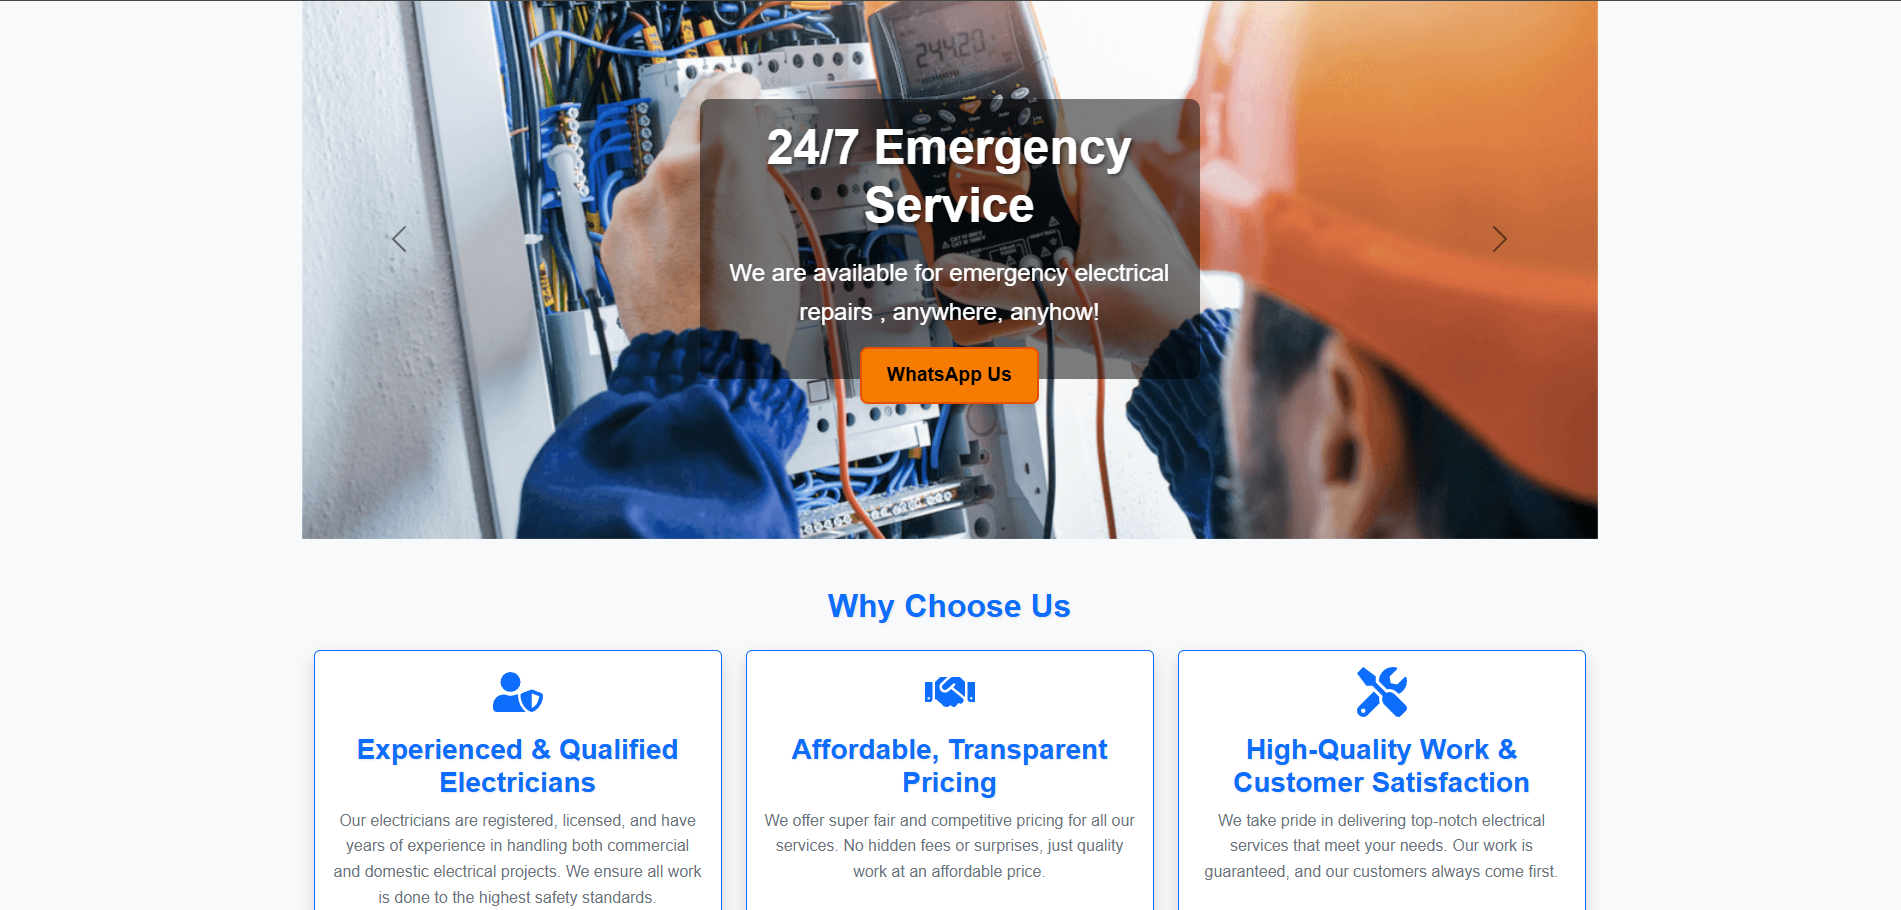 244.20
24/7 Emergency
Service
We are available for emergency electrical
repairs , anywhere, anyhow!
WhatsApp Us
Why Choose Us
Experienced & Qualified
Electricians
Our electricians are registered, licensed, and have
years of experience in handling both commercial
and domestic electrical projects. We ensure all work
is done to the highest safety standards.
Affordable, Transparent
Pricing
We offer super fair and competitive pricing for all our
services. No hidden fees or surprises, just quality
work at an affordable price.
High-Quality Work &
Customer Satisfaction
We take pride in delivering top-notch electrical
services that meet your needs. Our work is
guaranteed, and our customers always come first.